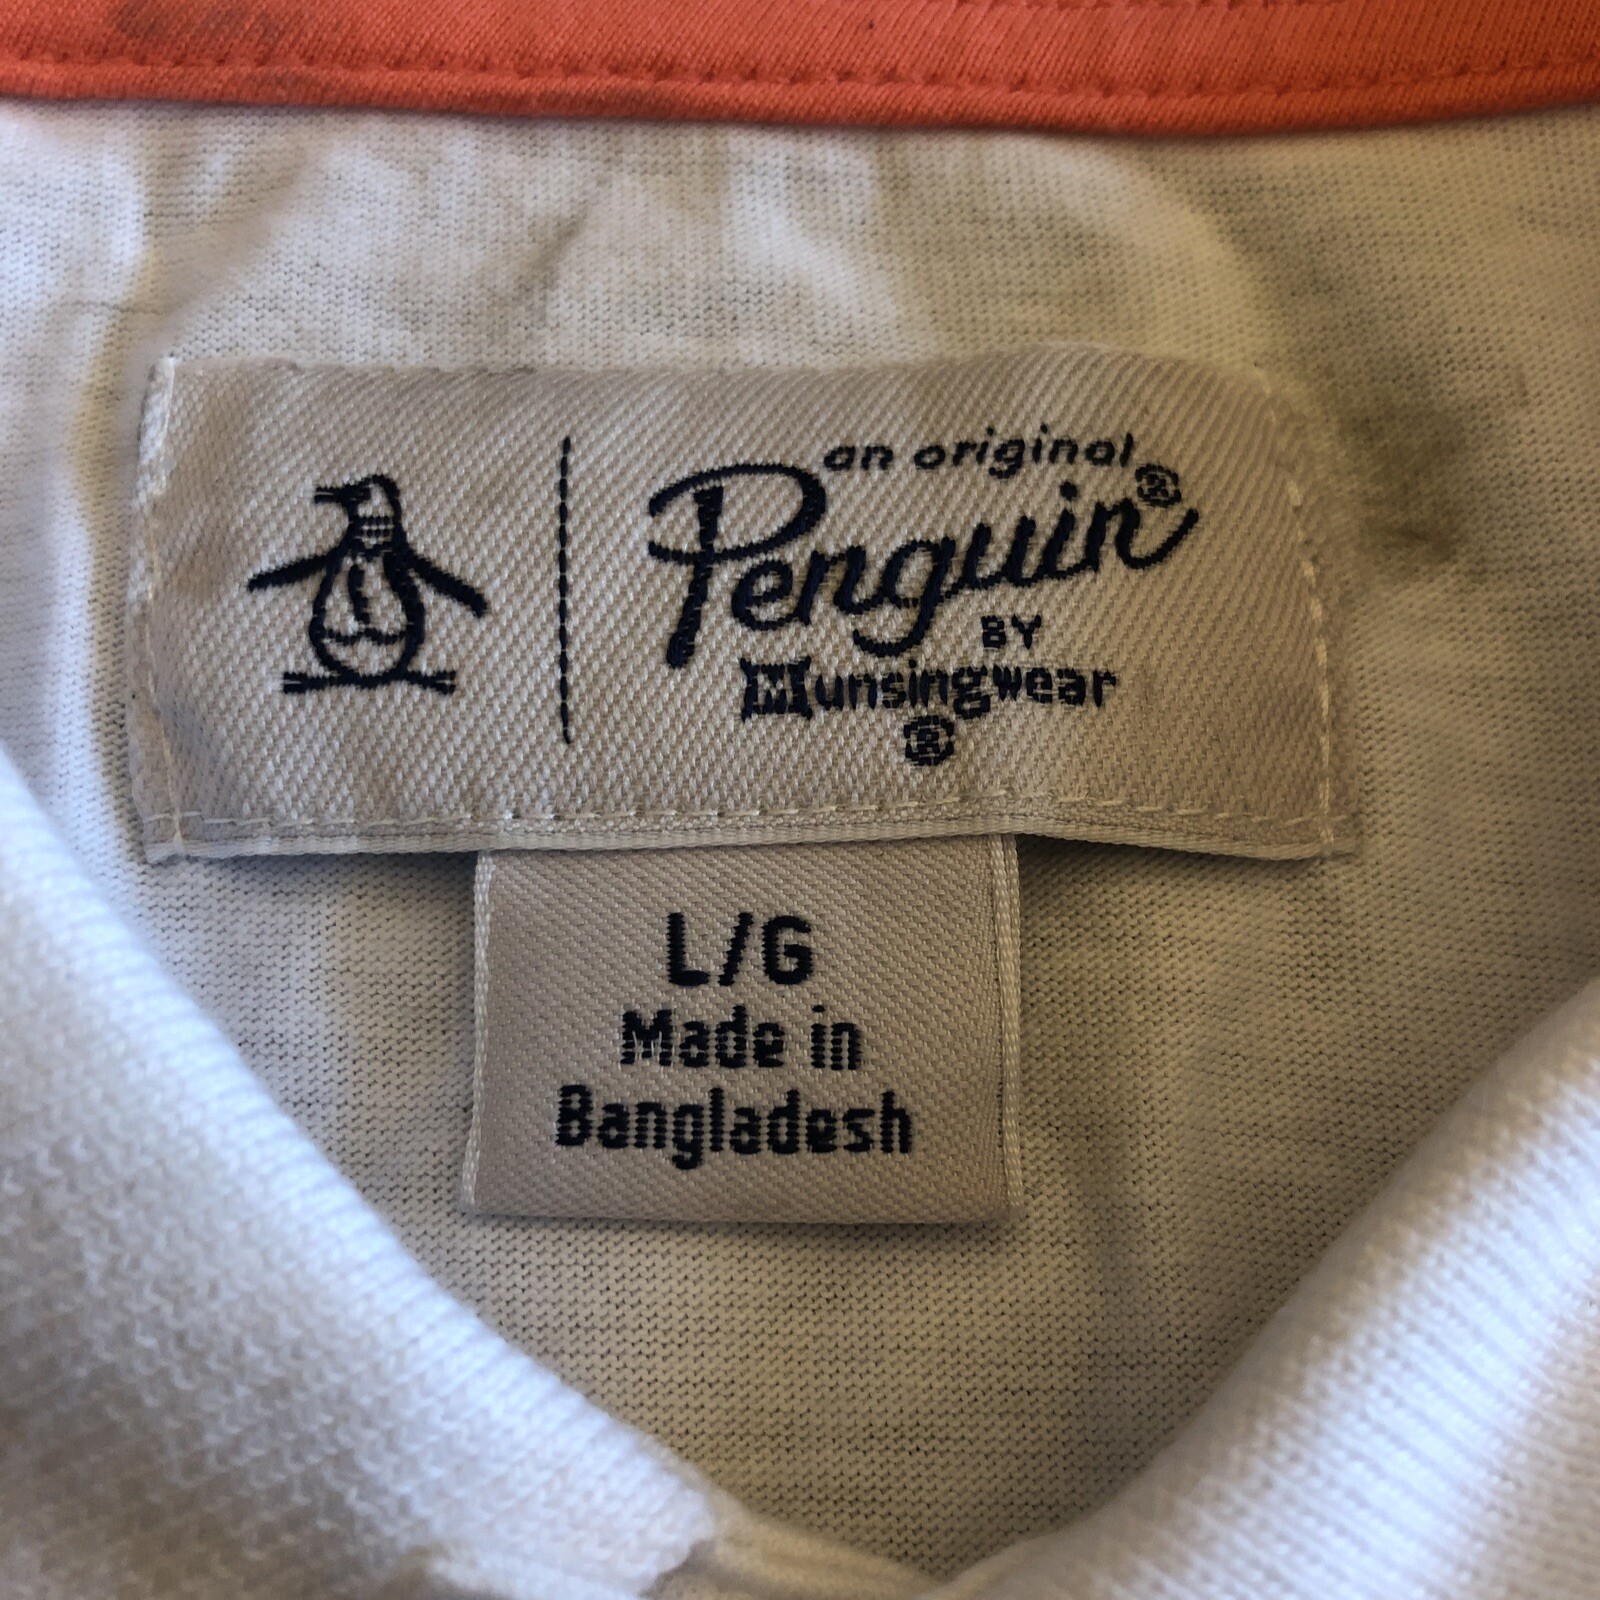 an original
Penguin®
BY
Munsingwear
®
L/G
Made in
Bangladesh